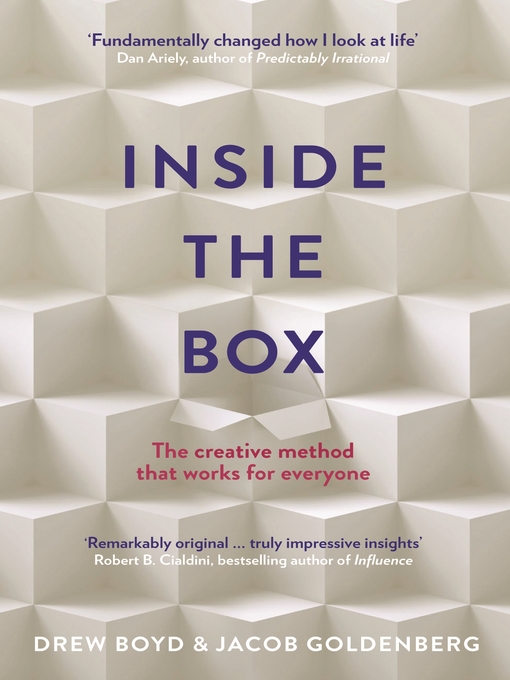 ‘Fundamentally changed how I look at life’
Dan Ariely, author of Predictably Irrational
INSIDE
THE
BOX
The creative method
that works for everyone
‘Remarkably original ... truly impressive insights’
Robert B. Cialdini, bestselling author of Influence
DREW BOYD & JACOB GOLDENBERG